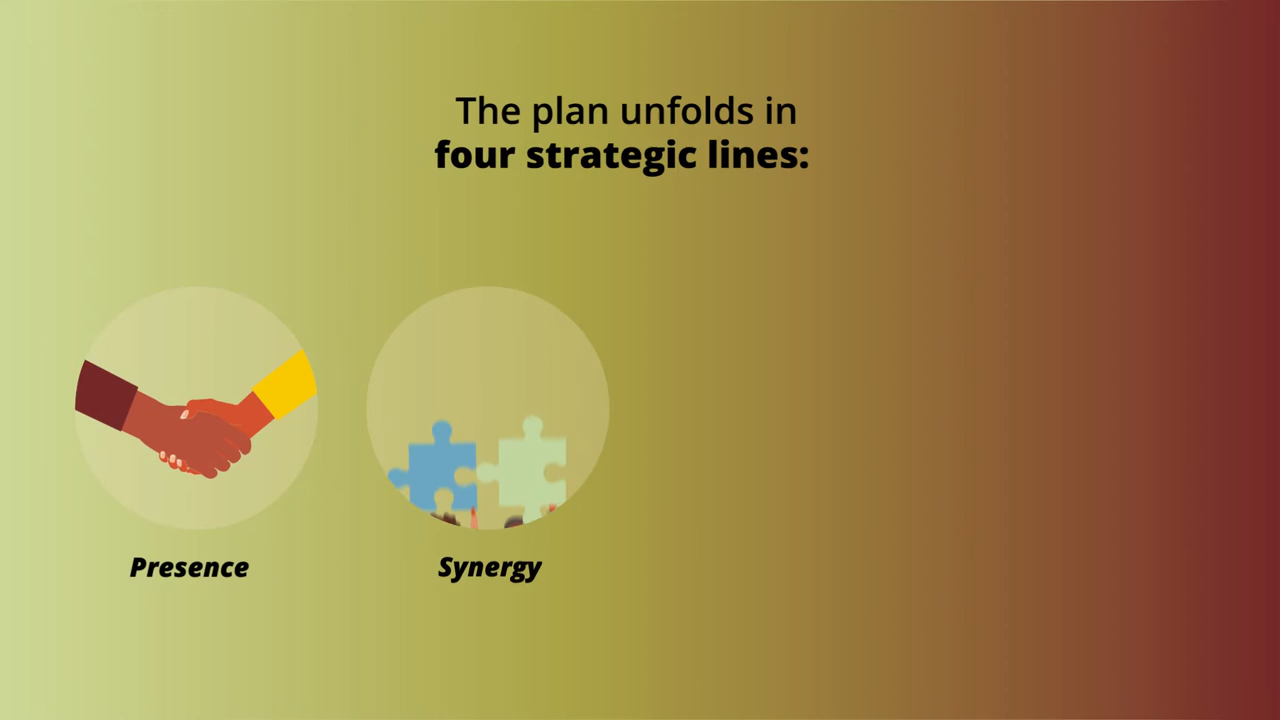 The plan unfolds in
four strategic lines:
Presence
Synergy